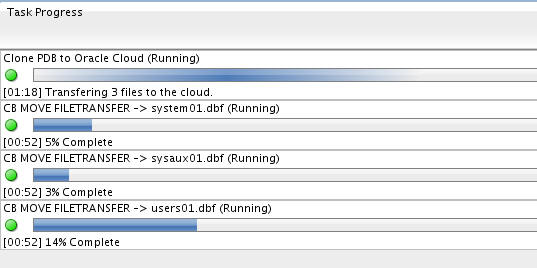 Task Progress
Clone PDB to Oracle Cloud (Running)
[01:18] Transfering 3 files to the cloud.
CB MOVE FILETRANSFER -> system01.dbf (Running)
[00:52] 5% Complete
CB MOVE FILETRANSFER -> sysaux01.dbf (Running)
[00:52] 3% Complete
CB MOVE FILETRANSFER -> users01.dbf (Running)
[00:52] 14% Complete